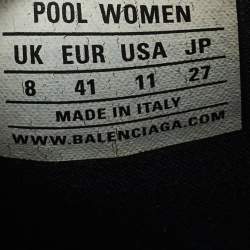 POOL WOMEN
UK EUR USA JP
8 41 11 27
MADE IN ITALY
WWW.BALENCIAGA.COM